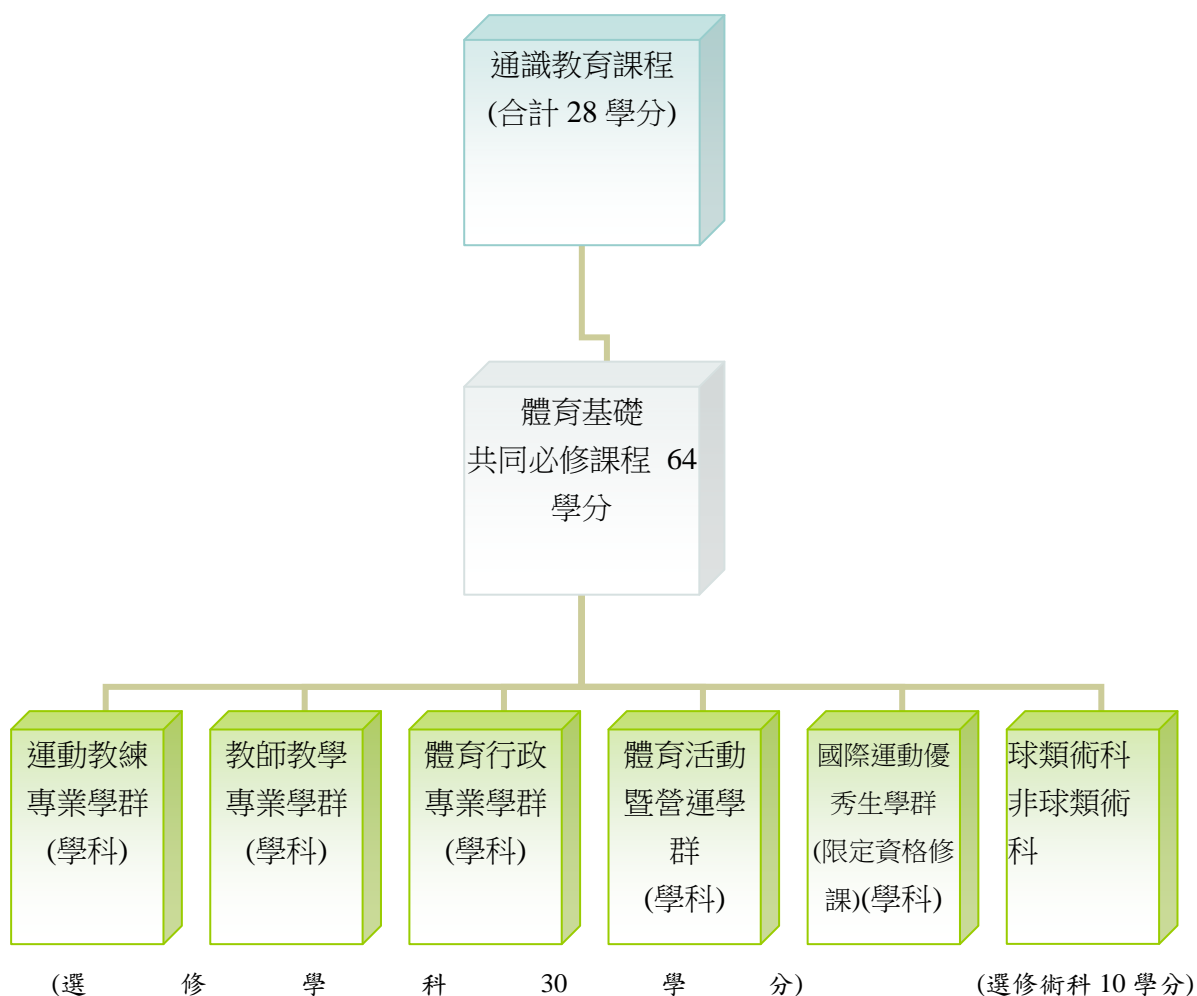 通識教育課程
(合計 28 學分)
體育基礎
共同必修課程 64
學分
運動教練
專業學群
(學科)
教師教學
專業學群
(學科)
體育行政
專業學群
(學科)
體育活動
暨營運學
群
(學科)
國際運動優
秀生學群
(限定資格修
課)(學科)
球類術科
非球類術
科
(選 修 學 科 30 學 分) (選修術科 10 學分)